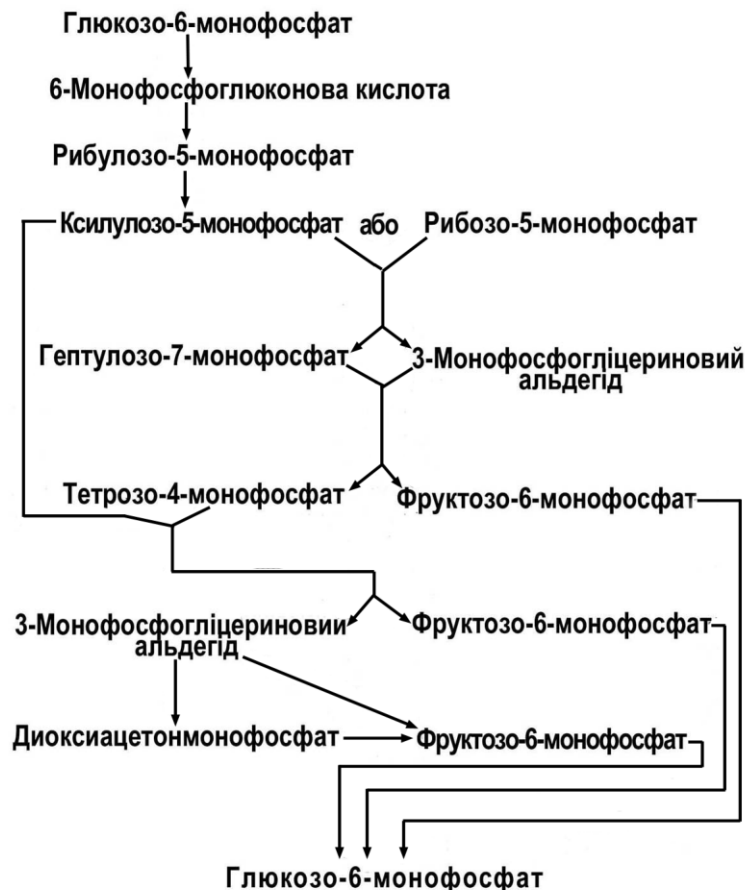 Глюкозо-6-монофосфат
6-Монофосфоглюконова кислота
Рибулозо-5-монофосфат
Ксилулозо-5-монофосфат або Рибозо-5-монофосфат
Гептулозо-7-монофосфат
3-Монофосфогліцериновий
альдегід
Тетрозо-4-монофосфат
Фруктозо-6-монофосфат
3-Монофосфогліцериновии
альдегід
Фруктозо-6-монофосфат
Диоксиацетонмонофосфат
Фруктозо-6-монофосфат
Глюкозо-6-монофосфат